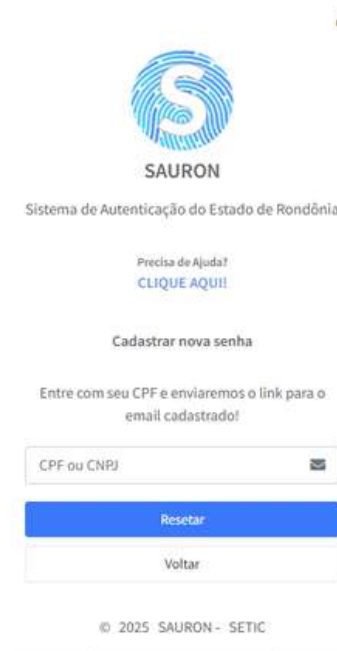 S
SAURON
Sistema de Autenticação do Estado de Rondônia
Precisa de Ajuda?
CLIQUE AQUI!
Cadastrar nova senha
Entre com seu CPF e enviaremos o link para o
email cadastrado!
CPF ou CNPJ
Resetar
Voltar
© 2025 SAURON - SETIC